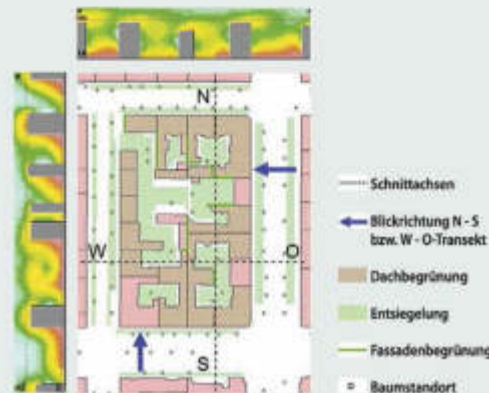 N
W
O
S
Schnittachsen
Blickrichtung N - S
bzw. W - O-Transekt
Dachbegrünung
Entsiegelung
Fassadenbegrünung
Baumstandort